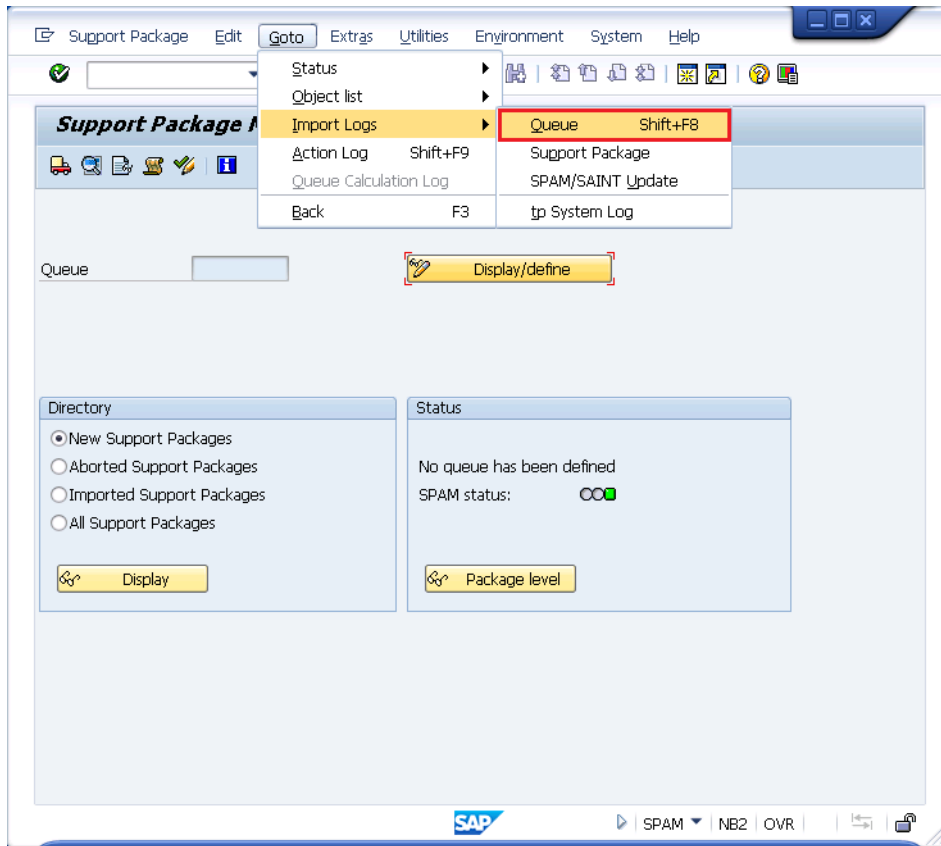 Support Package Edit Goto Extras Utilities Environment System Help
Status
Object list
Support Package M
Import Logs
Queue Shift+F8
Action Log Shift+F9
Support Package
Queue Calculation Log
SPAM/SAINT Update
Back F3
tp System Log
Queue
Display/define
Directory
New Support Packages
Aborted Support Packages
Imported Support Packages
All Support Packages
Display
Status
No queue has been defined
SPAM status:
Package level
SAP
SPAM NB2 OVR